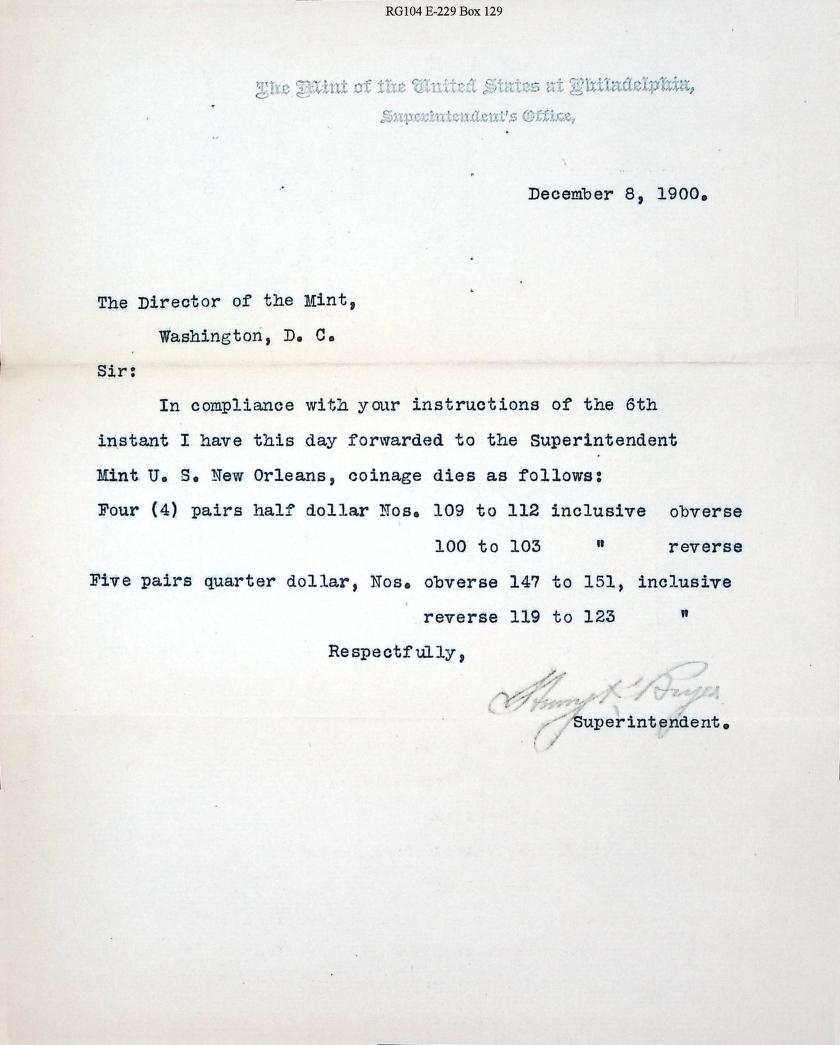 RG104 E-229 Box 129
The Mint of the United States at Philadelphia,
Superintendent's Office,
December 8, 1900.
The Director of the Mint,
Washington, D. C.
Sir:
In compliance with your instructions of the 6th
instant I have this day forwarded to the Superintendent
Mint U. S. New Orleans, coinage dies as follows:
Four (4) pairs half dollar Nos. 109 to 112 inclusive obverse
100 to 103 " reverse
Five pairs quarter dollar, Nos. obverse 147 to 151, inclusive
reverse 119 to 123 "
Respectfully,
Henry K Boyer
Superintendent.